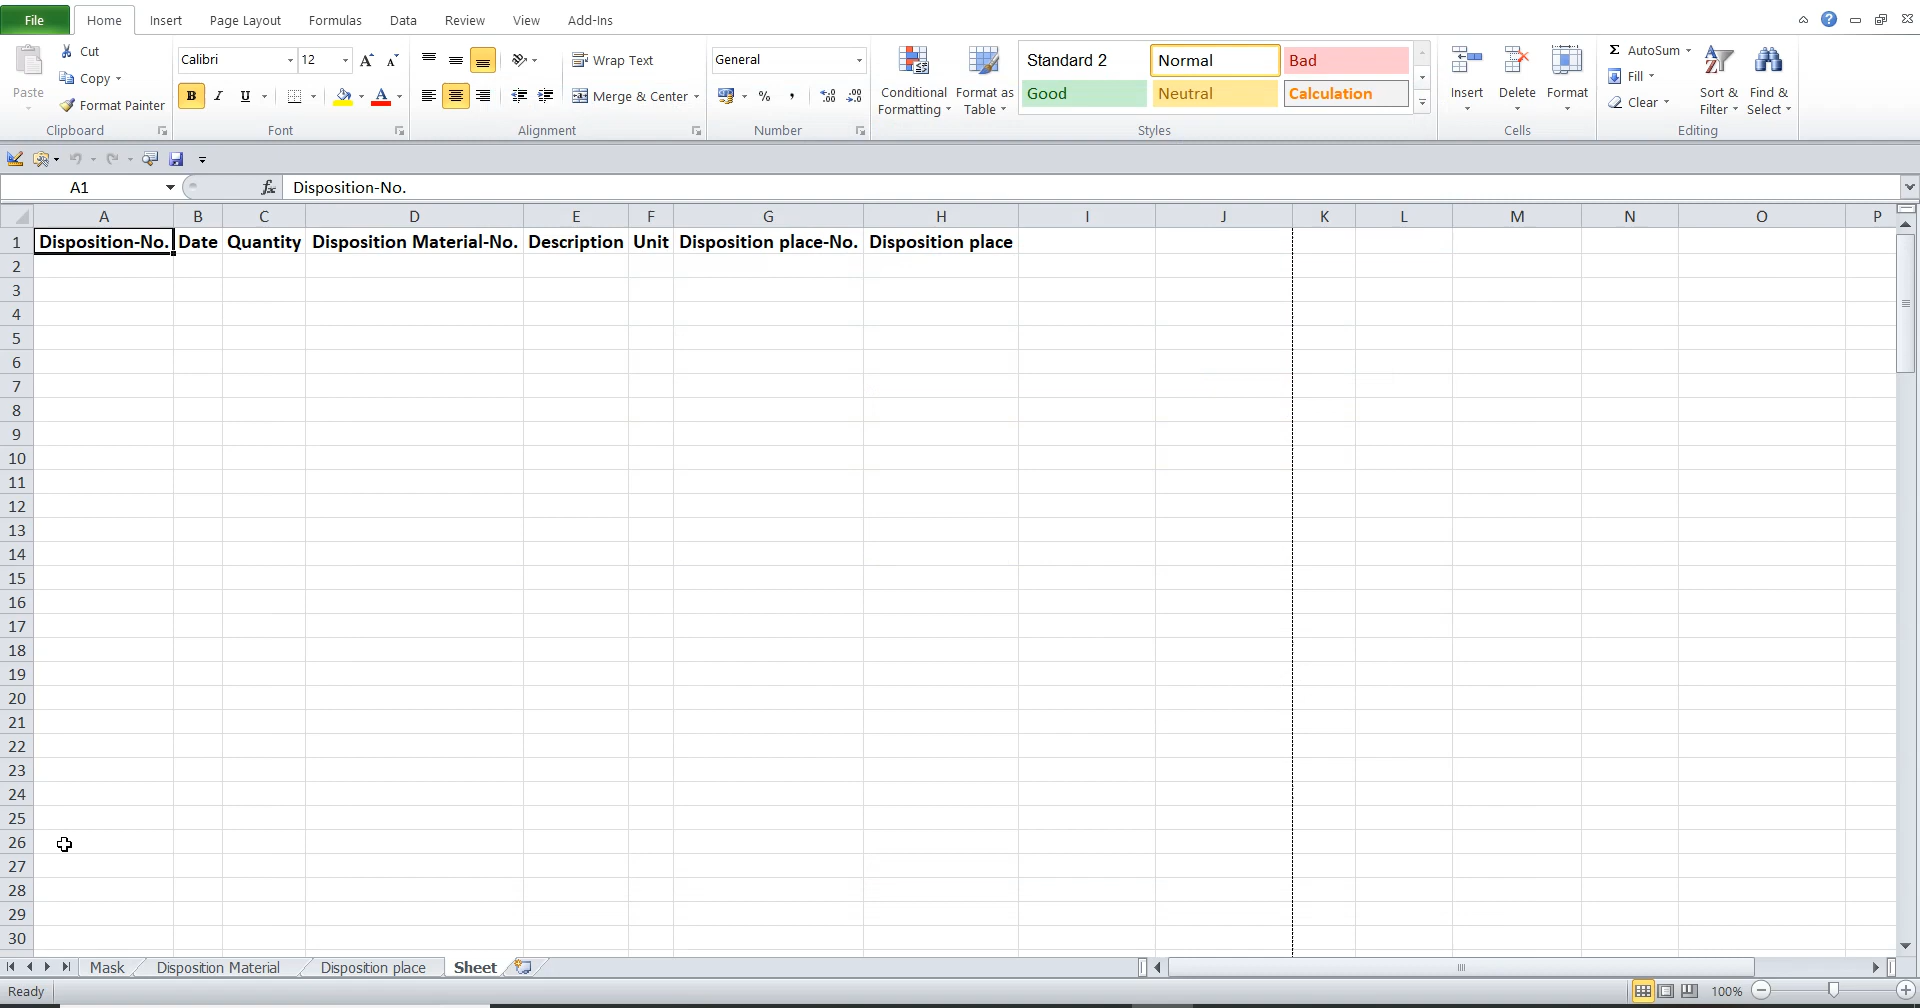 File Home Insert Page Layout Formulas Data Review View Add-Ins
Paste
Cut
Copy
Format Painter
Clipboard
Calibri 12
B I U
Font
Wrap Text
Merge & Center
Alignment
General
% ,
Number
Conditional Formatting
Format as Table
Standard 2 Normal Bad
Good Neutral Calculation
Styles
Insert Delete Format
Cells
Σ AutoSum
Fill
Clear
Sort & Filter
Find & Select
Editing
A1 fx Disposition-No.
A B C D E F G H I J K L M N O P
1 Disposition-No. Date Quantity Disposition Material-No. Description Unit Disposition place-No. Disposition place
2
3
4
5
6
7
8
9
10
11
12
13
14
15
16
17
18
19
20
21
22
23
24
25
26
27
28
29
30
Mask Disposition Material Disposition place Sheet
Ready 100%